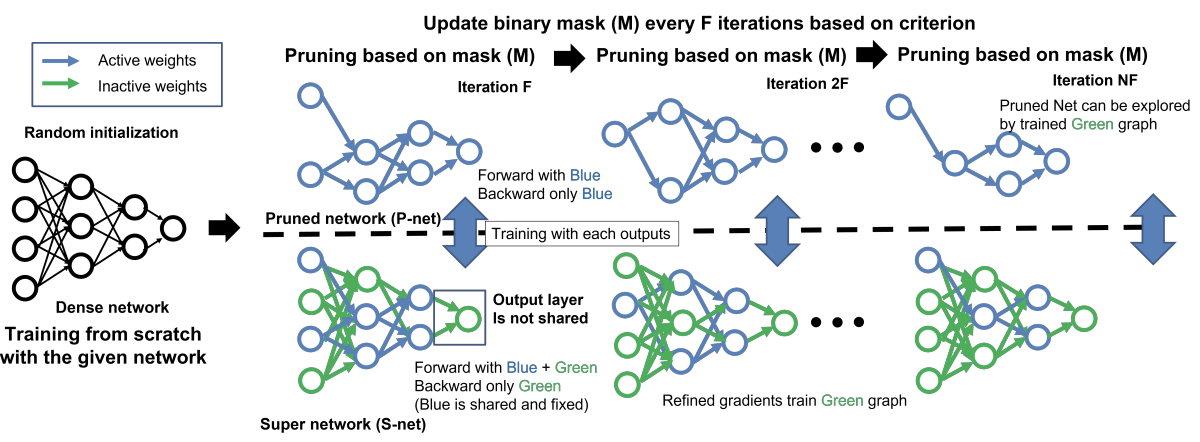 Update binary mask (M) every F iterations based on criterion
Pruning based on mask (M)
Pruning based on mask (M)
Pruning based on mask (M)
Active weights
Inactive weights
Iteration F
Iteration 2F
Iteration NF
Pruned Net can be explored
by trained Green graph
Random initialization
Forward with Blue
Backward only Blue
Pruned network (P-net)
Training with each outputs
Dense network
Training from scratch
with the given network
Output layer
Is not shared
Forward with Blue + Green
Backward only Green
(Blue is shared and fixed)
Refined gradients train Green graph
Super network (S-net)